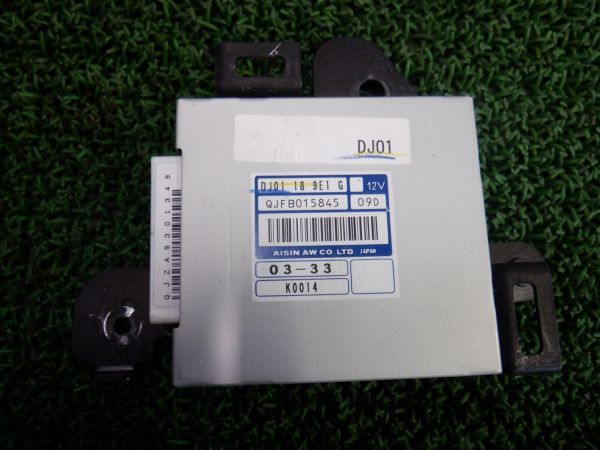 DJ01
DJ01 18 9E1 G 12V
QJFB015845 09D
AISIN AW CO. LTD JAPAN
03-33
K0014
QJZA9301349